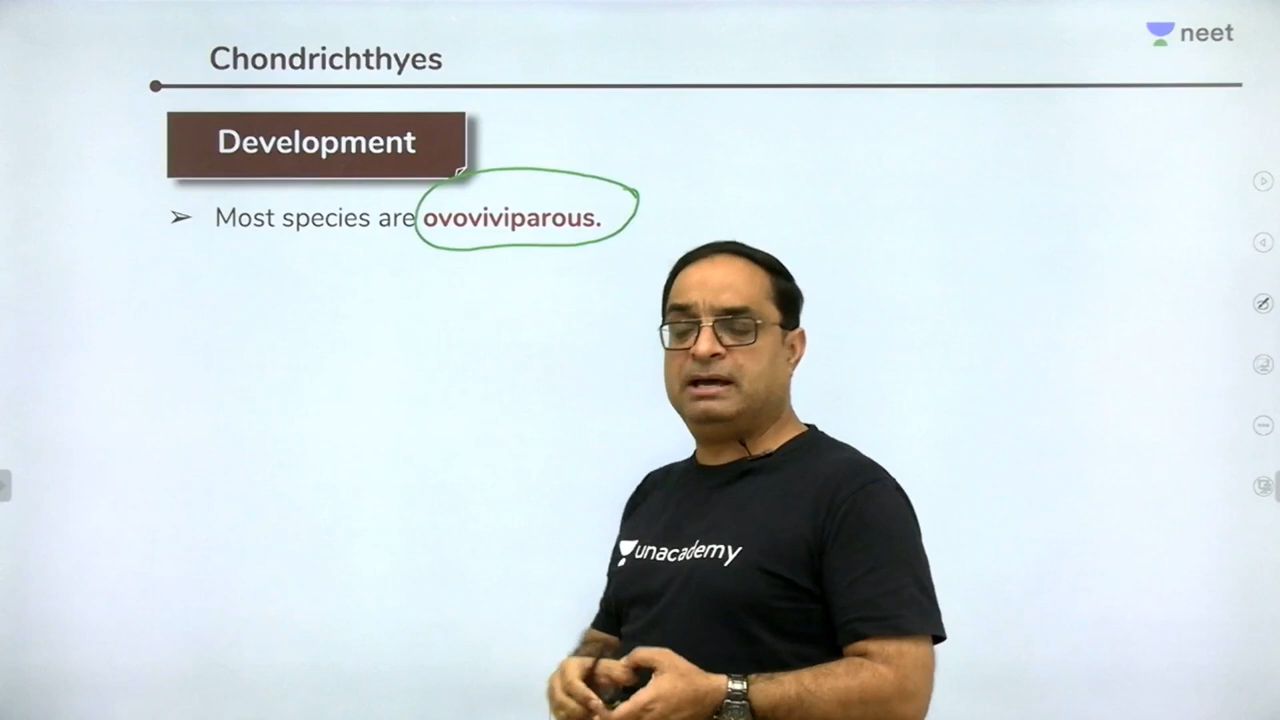 neet
Chondrichthyes
Development
➢ Most species are ovoviviparous.
unacademy